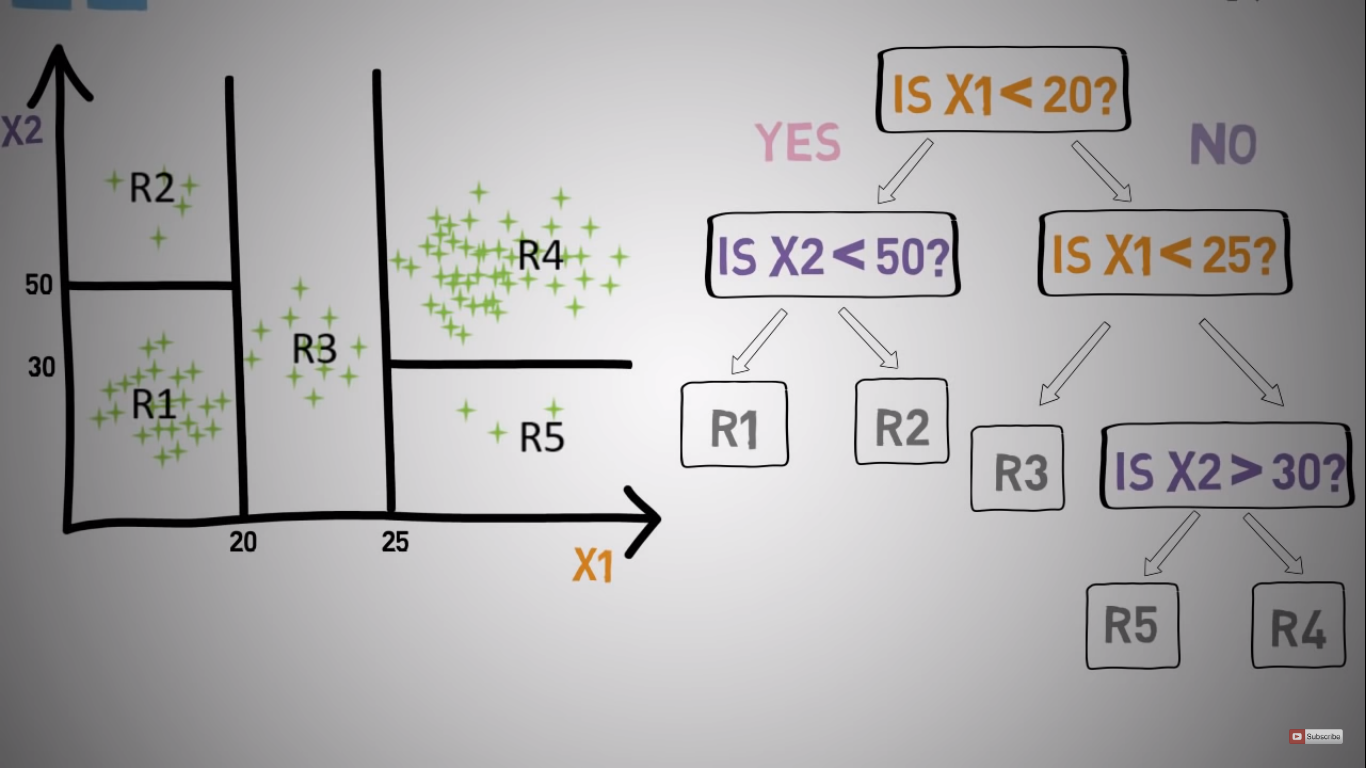 X2
R2
50
R4
R3
30
R1
R5
20
25
X1
IS X1 < 20?
YES
NO
IS X2 < 50?
IS X1 < 25?
R1
R2
R3
IS X2 > 30?
R5
R4
Subscribe